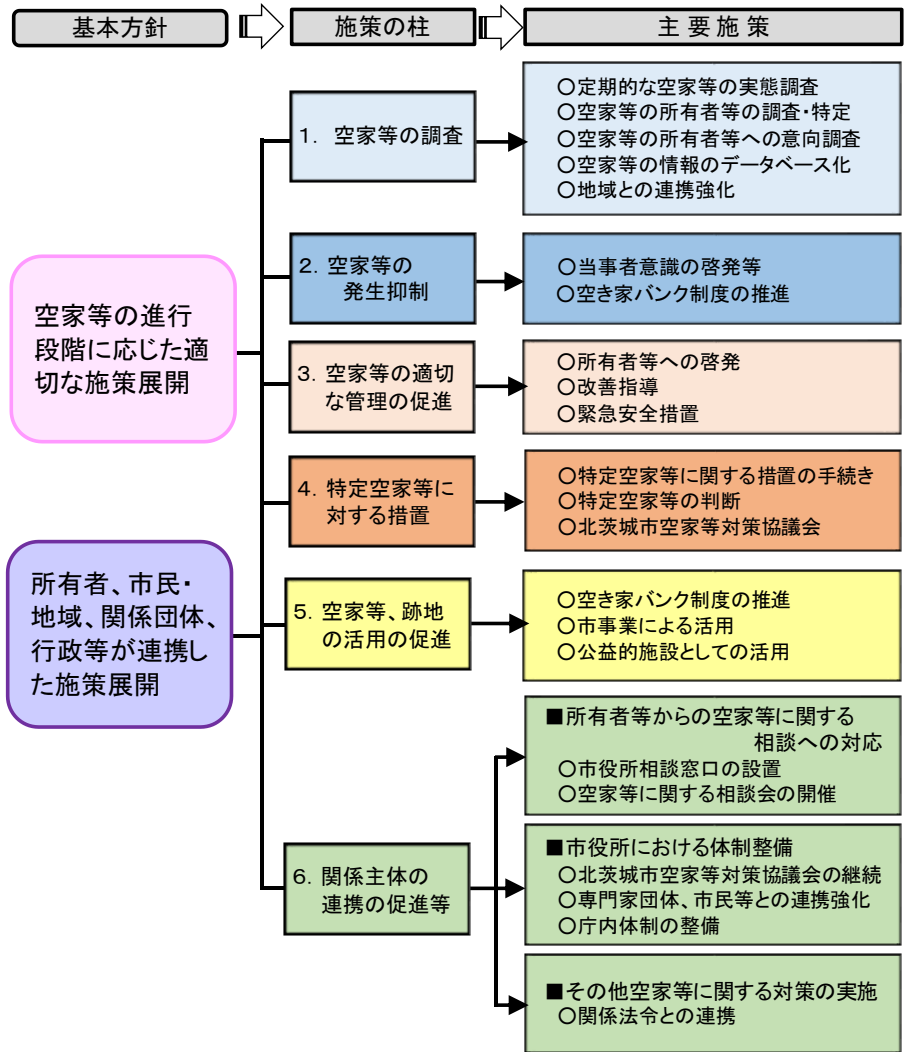 基本方針
施策の柱
主要施策
空家等の進行
段階に応じた適
切な施策展開
所有者、市民・
地域、関係団体、
行政等が連携し
た施策展開
1. 空家等の調査
○定期的な空家等の実態調査
○空家等の所有者等の調査・特定
○空家等の所有者等への意向調査
○空家等の情報のデータベース化
○地域との連携強化
2. 空家等の
発生抑制
○当事者意識の啓発等
○空き家バンク制度の推進
3. 空家等の適切
な管理の促進
○所有者等への啓発
○改善指導
○緊急安全措置
4. 特定空家等に
対する措置
○特定空家等に関する措置の手続き
○特定空家等の判断
○北茨城市空家等対策協議会
5. 空家等、跡地
の活用の促進
○空き家バンク制度の推進
○市事業による活用
○公益的施設としての活用
6. 関係主体の
連携の促進等
■所有者等からの空家等に関する
相談への対応
○市役所相談窓口の設置
○空家等に関する相談会の開催
■市役所における体制整備
○北茨城市空家等対策協議会の継続
○専門家団体、市民等との連携強化
○庁内体制の整備
■その他空家等に関する対策の実施
○関係法令との連携